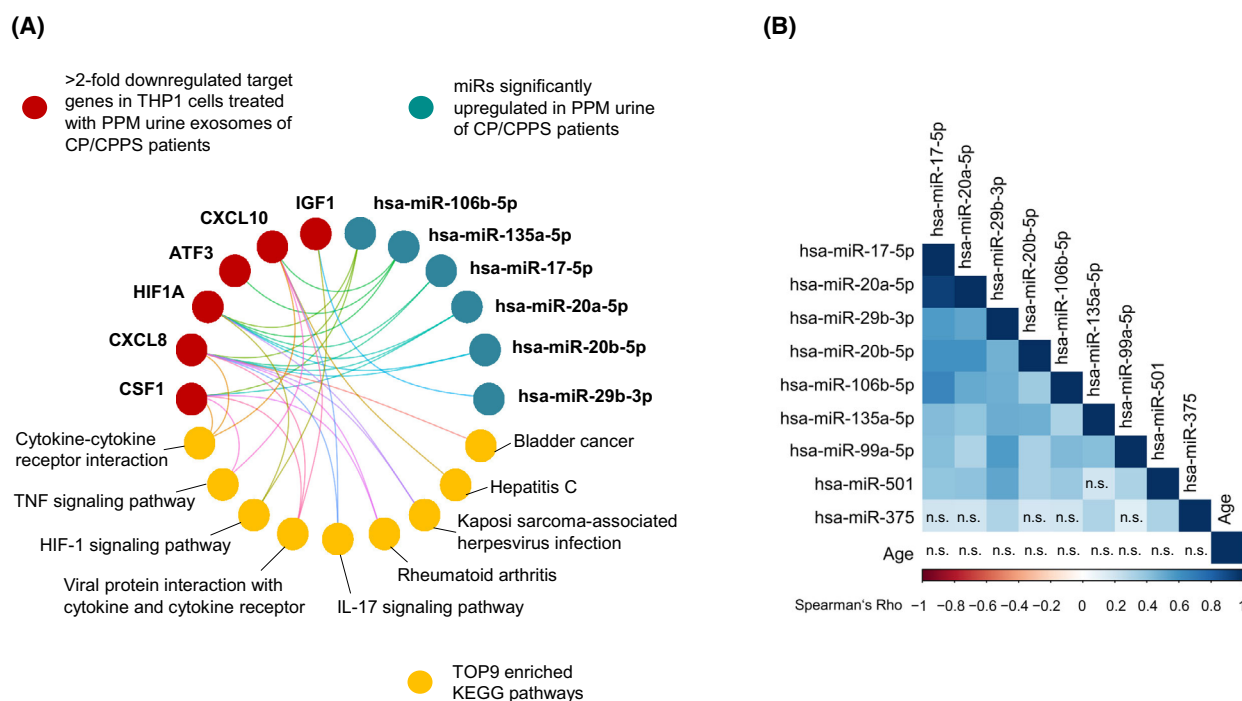 (A)
>2-fold downregulated target
genes in THP1 cells treated
with PPM urine exosomes of
CP/CPPS patients
miRs significantly
upregulated in PPM urine
of CP/CPPS patients
IGF1
CXCL10
ATF3
HIF1A
CXCL8
CSF1
hsa-miR-106b-5p
hsa-miR-135a-5p
hsa-miR-17-5p
hsa-miR-20a-5p
hsa-miR-20b-5p
hsa-miR-29b-3p
Cytokine-cytokine
receptor interaction
TNF signaling pathway
HIF-1 signaling pathway
Viral protein interaction with
cytokine and cytokine receptor
IL-17 signaling pathway
Rheumatoid arthritis
Kaposi sarcoma-associated
herpesvirus infection
Hepatitis C
Bladder cancer
TOP9 enriched
KEGG pathways
(B)
hsa-miR-17-5p
hsa-miR-20a-5p
hsa-miR-29b-3p
hsa-miR-20b-5p
hsa-miR-106b-5p
hsa-miR-135a-5p
hsa-miR-99a-5p
hsa-miR-501
hsa-miR-375
Age
hsa-miR-17-5p
hsa-miR-20a-5p
hsa-miR-29b-3p
hsa-miR-20b-5p
hsa-miR-106b-5p
hsa-miR-135a-5p
hsa-miR-99a-5p
hsa-miR-501 n.s.
hsa-miR-375 n.s. n.s. n.s. n.s. n.s.
Age n.s. n.s. n.s. n.s. n.s. n.s. n.s. n.s. n.s.
Spearman's Rho −1 −0.8 −0.6 −0.4 −0.2 0 0.2 0.4 0.6 0.8 1